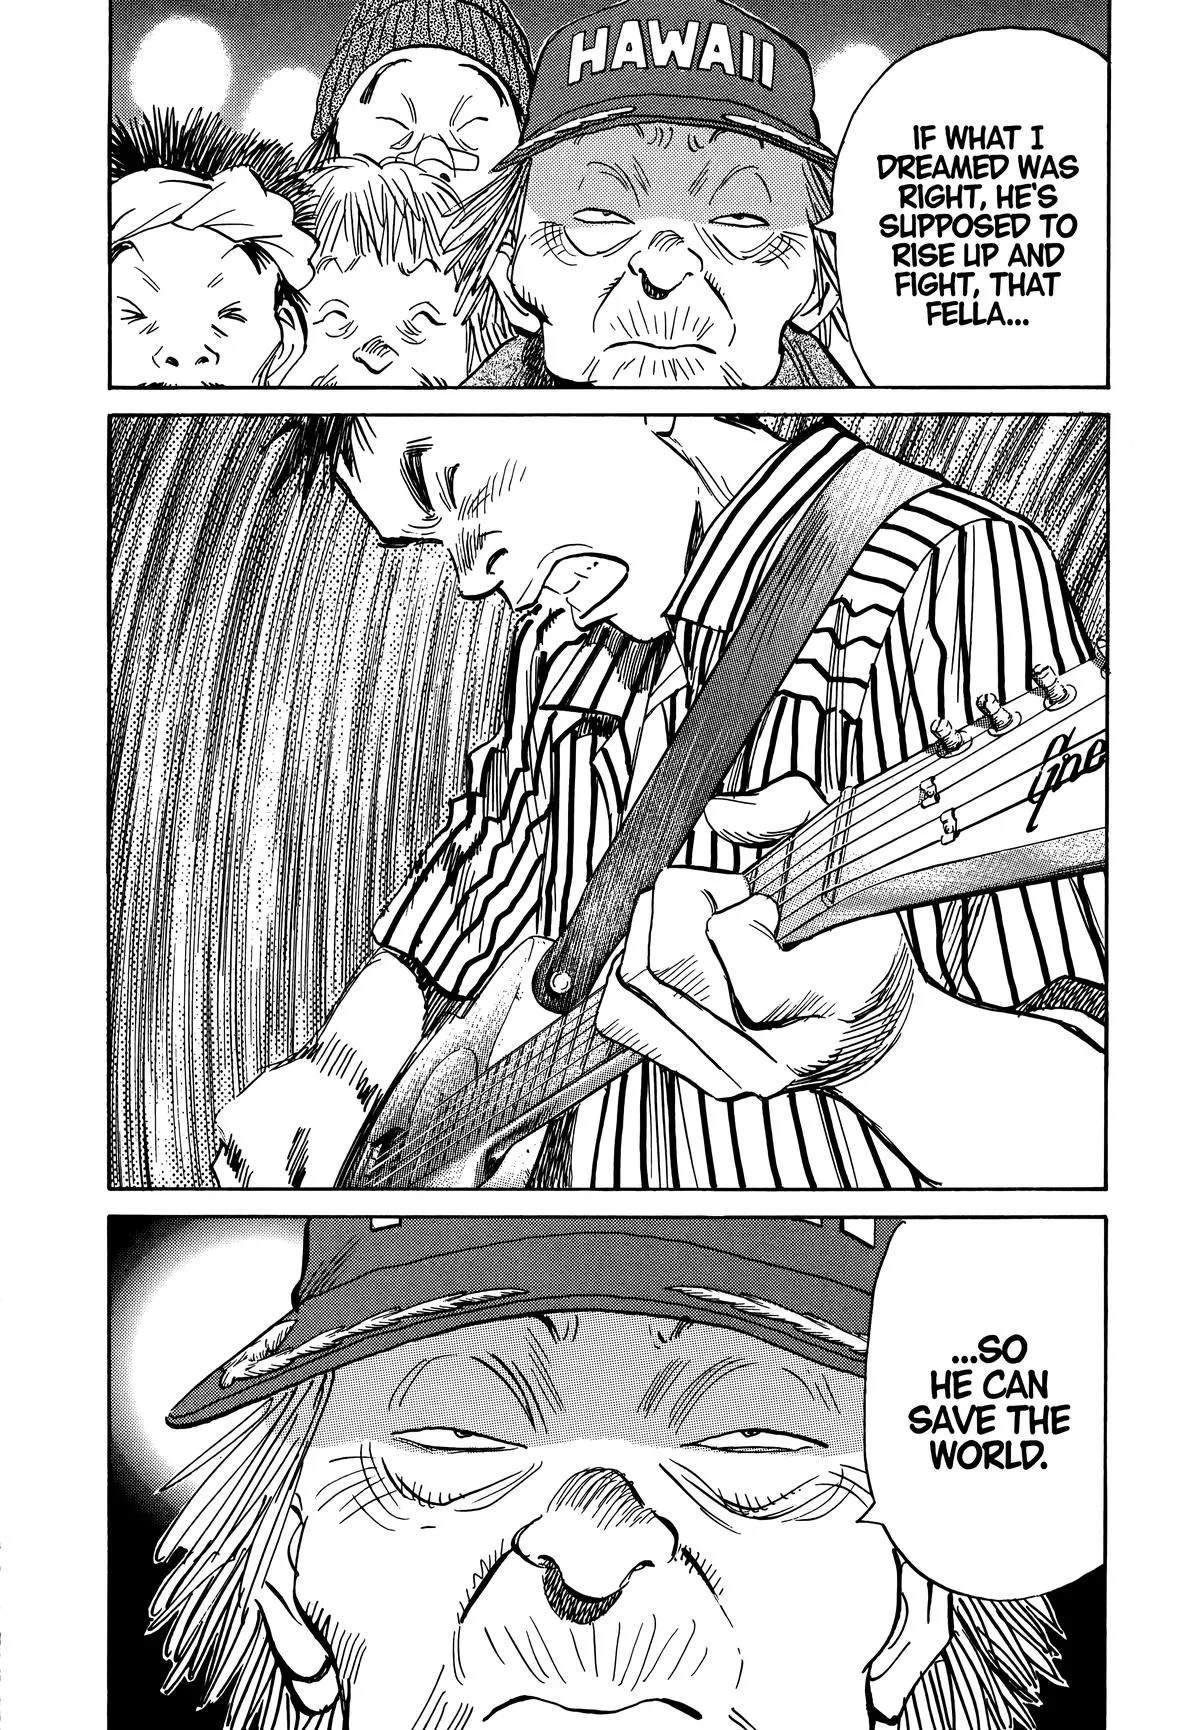 HAWAII
IF WHAT I
DREAMED WAS
RIGHT, HE'S
SUPPOSED TO
RISE UP AND
FIGHT, THAT
FELLA...
...SO
HE CAN
SAVE THE
WORLD.